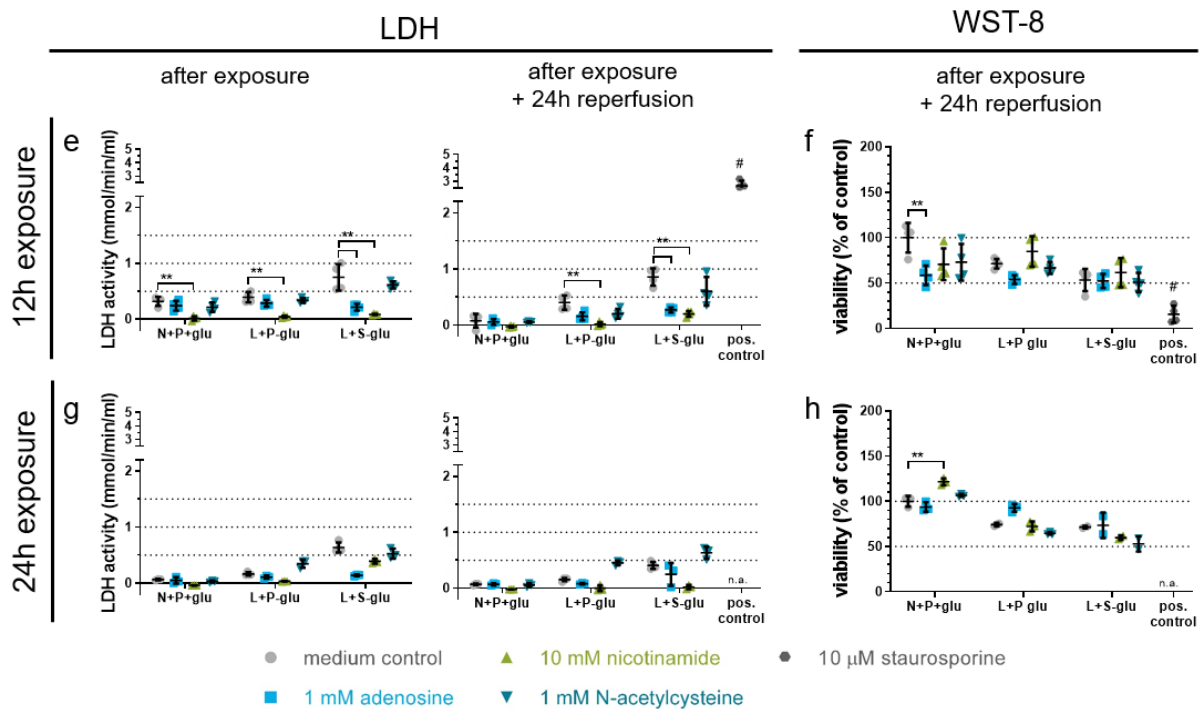 LDH
WST-8
after exposure
after exposure
+ 24h reperfusion
after exposure
+ 24h reperfusion
12h exposure
e
LDH activity (mmol/min/ml)
5
4
3
2
1
0
**
**
**
N+P+glu
L+P-glu
L+S-glu
5
4
3
2
1
0
**
**
#
N+P+glu
L+P-glu
L+S-glu
pos.
control
f
viability (% of control)
200
150
100
50
0
**
#
N+P+glu
L+P glu
L+S-glu
pos.
control
24h exposure
g
LDH activity (mmol/min/ml)
5
4
3
2
1
0
N+P+glu
L+P-glu
L+S-glu
5
4
3
2
1
0
n.a.
N+P+glu
L+P-glu
L+S-glu
pos.
control
h
viability (% of control)
200
150
100
50
0
**
n.a.
N+P+glu
L+P glu
L+S-glu
pos.
control
medium control
10 mM nicotinamide
10 µM staurosporine
1 mM adenosine
1 mM N-acetylcysteine